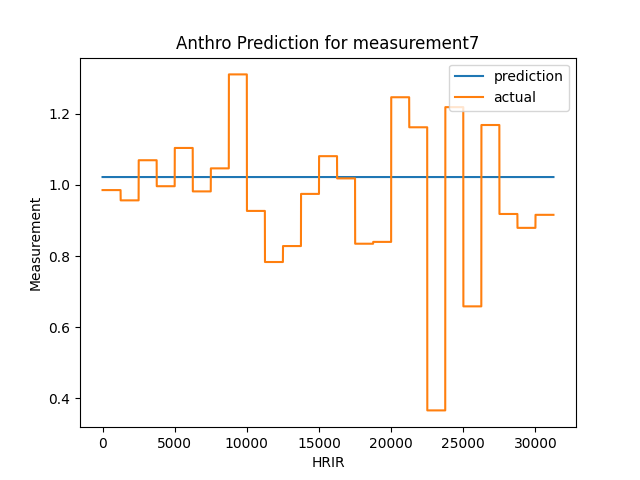 Anthro Prediction for measurement7
prediction
actual
1.2
1.0
0.8
0.6
0.4
Measurement
0 5000 10000 15000 20000 25000 30000
HRIR